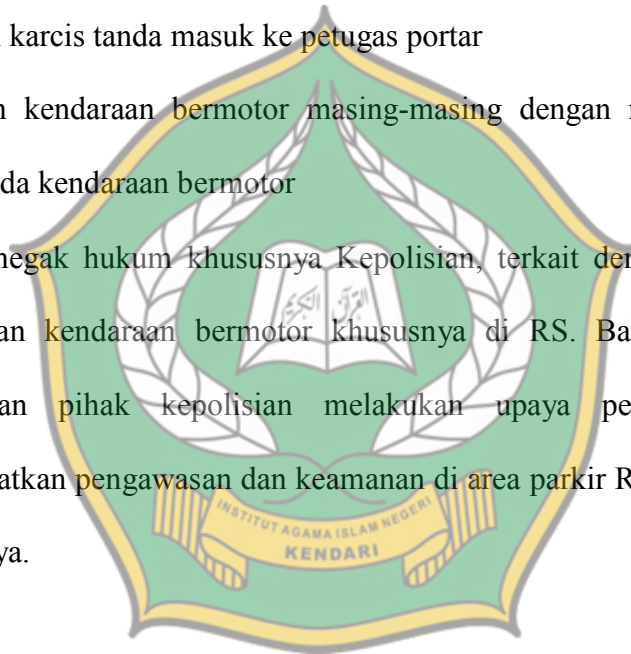 karcis tanda masuk ke petugas portar
kendaraan bermotor masing-masing dengan
da kendaraan bermotor
negak hukum khususnya Kepolisian, terkait
an kendaraan bermotor khususnya di RS. Ba
an pihak kepolisian melakukan upaya pe
القرآن الكريم
atkan pengawasan dan keamanan di area parkir R
INSTITUT AGAMA ISLAM NEGERI
KENDARI
ya.